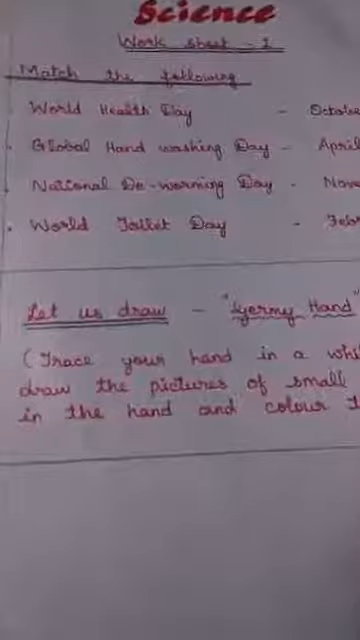 Science
Work sheet - 1
Match the following
World Health Day - Octobe
Global Hand washing Day - April
National De-worming Day - Nove
World Toilet Day - Febr
Let us draw - "Germy Hand"
(Trace your hand in a whi
draw the pictures of small
in the hand and colour